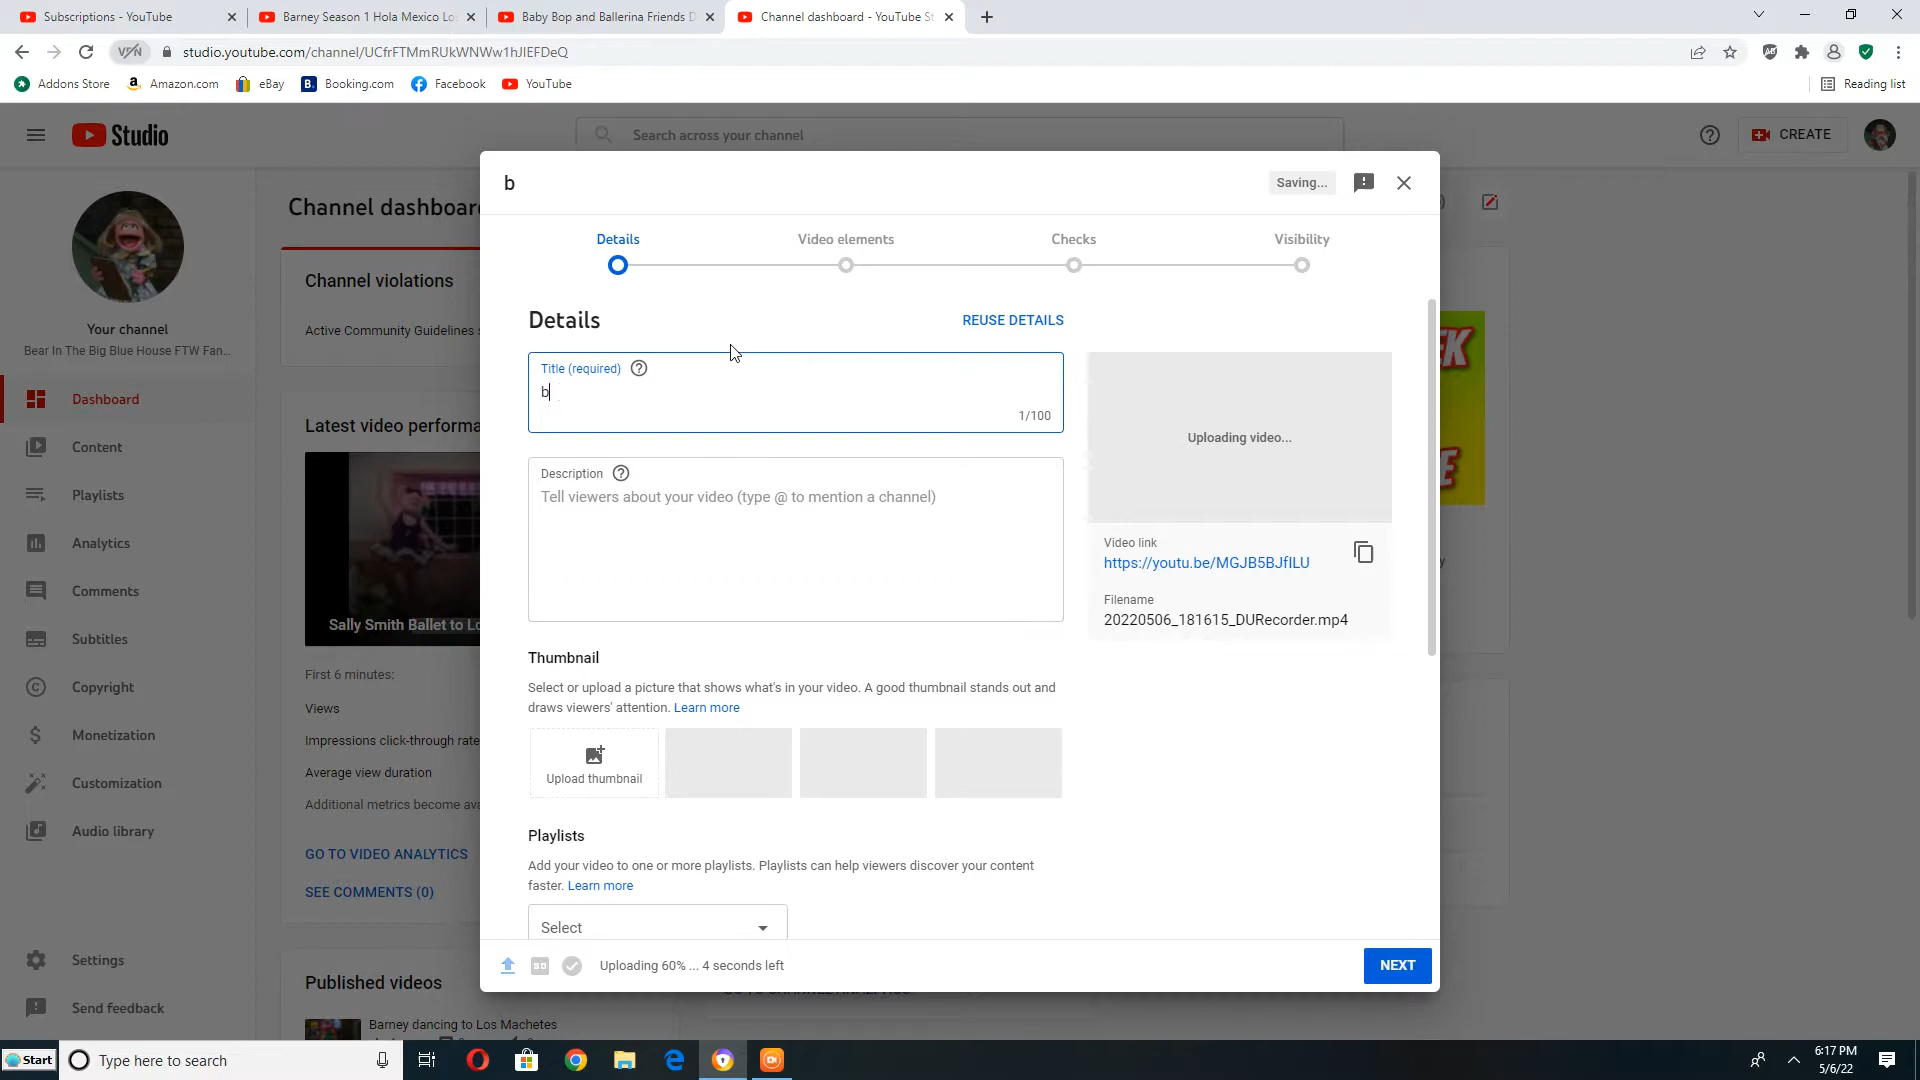 Subscriptions - YouTube
Barney Season 1 Hola Mexico Lo
Baby Bop and Ballerina Friends D
Channel dashboard - YouTube St
VPN
studio.youtube.com/channel/UCfrFTMmRUkWNWw1hJIEFDeQ
Addons Store
Amazon.com
eBay
Booking.com
Facebook
YouTube
Reading list
Studio
Search across your channel
CREATE
Your channel
Bear In The Big Blue House FTW Fan...
Dashboard
Content
Playlists
Analytics
Comments
Subtitles
Copyright
Monetization
Customization
Audio library
Settings
Send feedback
Channel dashboard
Channel violations
Active Community Guidelines s
Latest video performa
Sally Smith Ballet to Lo
First 6 minutes:
Views
Impressions click-through rate
Average view duration
Additional metrics become ava
GO TO VIDEO ANALYTICS
SEE COMMENTS (0)
Published videos
Barney dancing to Los Machetes
b
Saving...
Details
Video elements
Checks
Visibility
Details
REUSE DETAILS
Title (required)
b
1/100
Description
Tell viewers about your video (type @ to mention a channel)
Uploading video...
Video link
https://youtu.be/MGJB5BJfILU
Filename
20220506_181615_DURecorder.mp4
Thumbnail
Select or upload a picture that shows what's in your video. A good thumbnail stands out and
draws viewers' attention. Learn more
Upload thumbnail
Playlists
Add your video to one or more playlists. Playlists can help viewers discover your content
faster. Learn more
Select
Uploading 60% ... 4 seconds left
NEXT
Start
Type here to search
6:17 PM
5/6/22